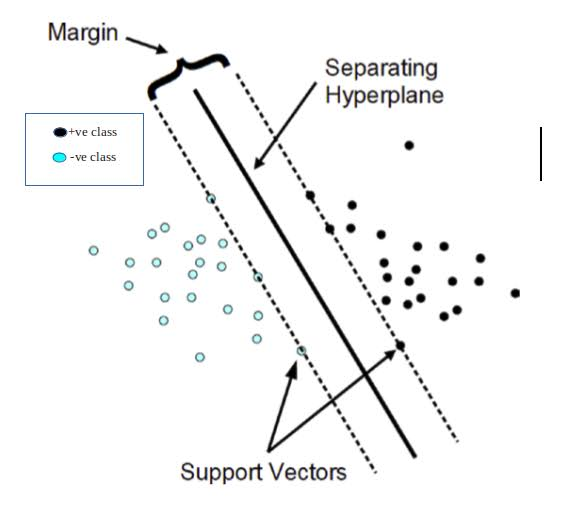 Margin
Separating
Hyperplane
+ve class
-ve class
Support Vectors